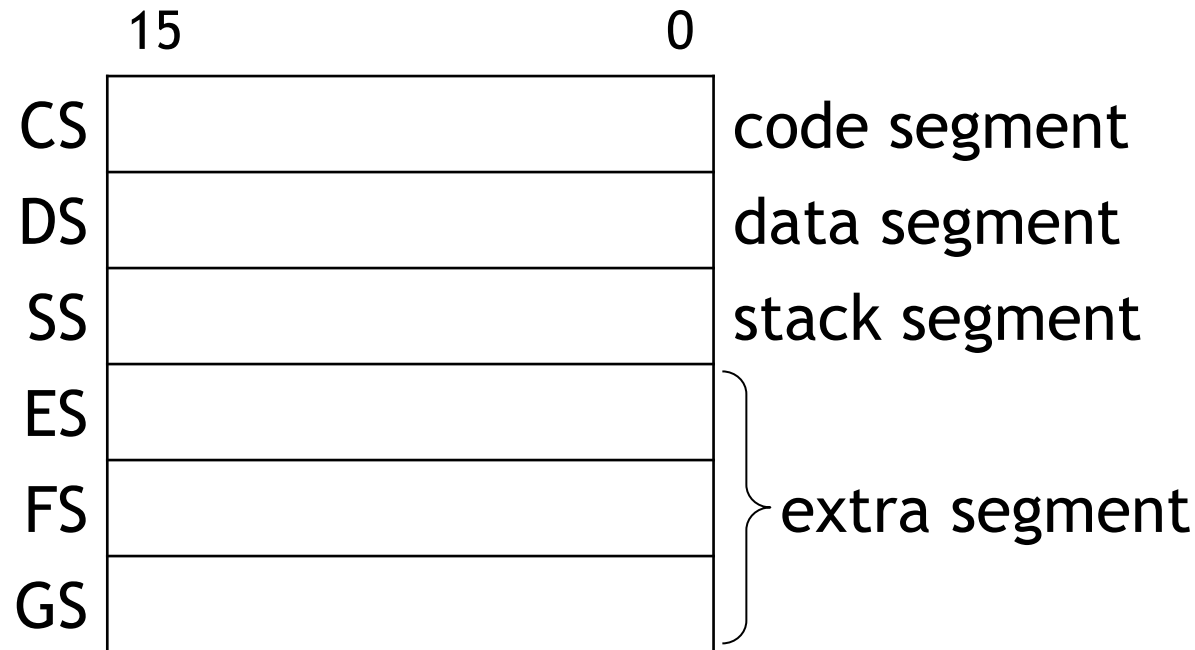 15 0
CS code segment
DS data segment
SS stack segment
ES
FS extra segment
GS